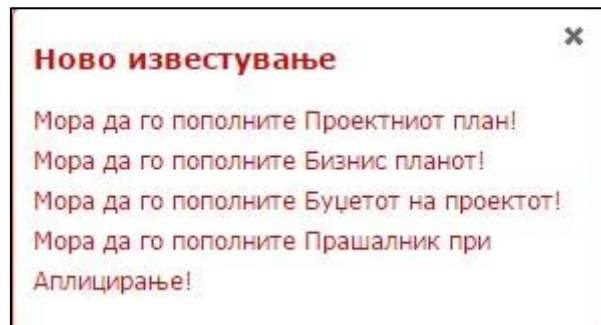 Ново известување
Мора да го пополните Проектниот план!
Мора да го пополните Бизнис планот!
Мора да го пополните Буџетот на проектот!
Мора да го пополните Прашалник при
Аплицирање!